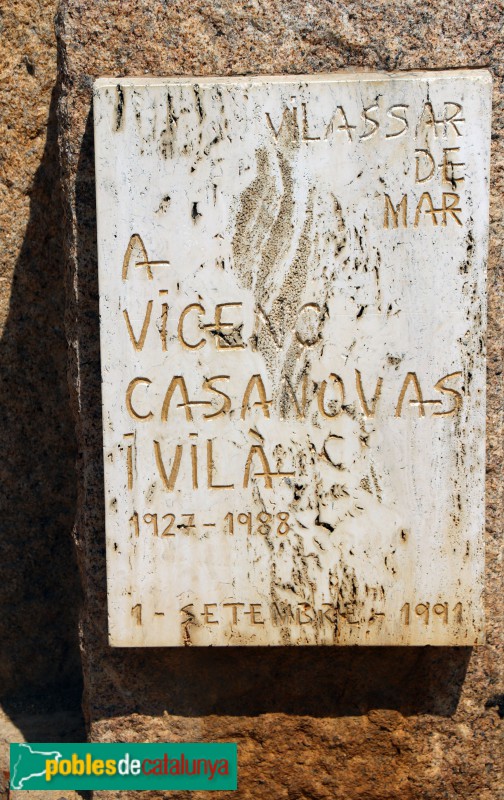 VILASSAR
DE
MAR
A
VICENÇ
CASANOVAS
I VILÀ
1927 - 1988
1 - SETEMBRE - 1991
poblesdecatalunya